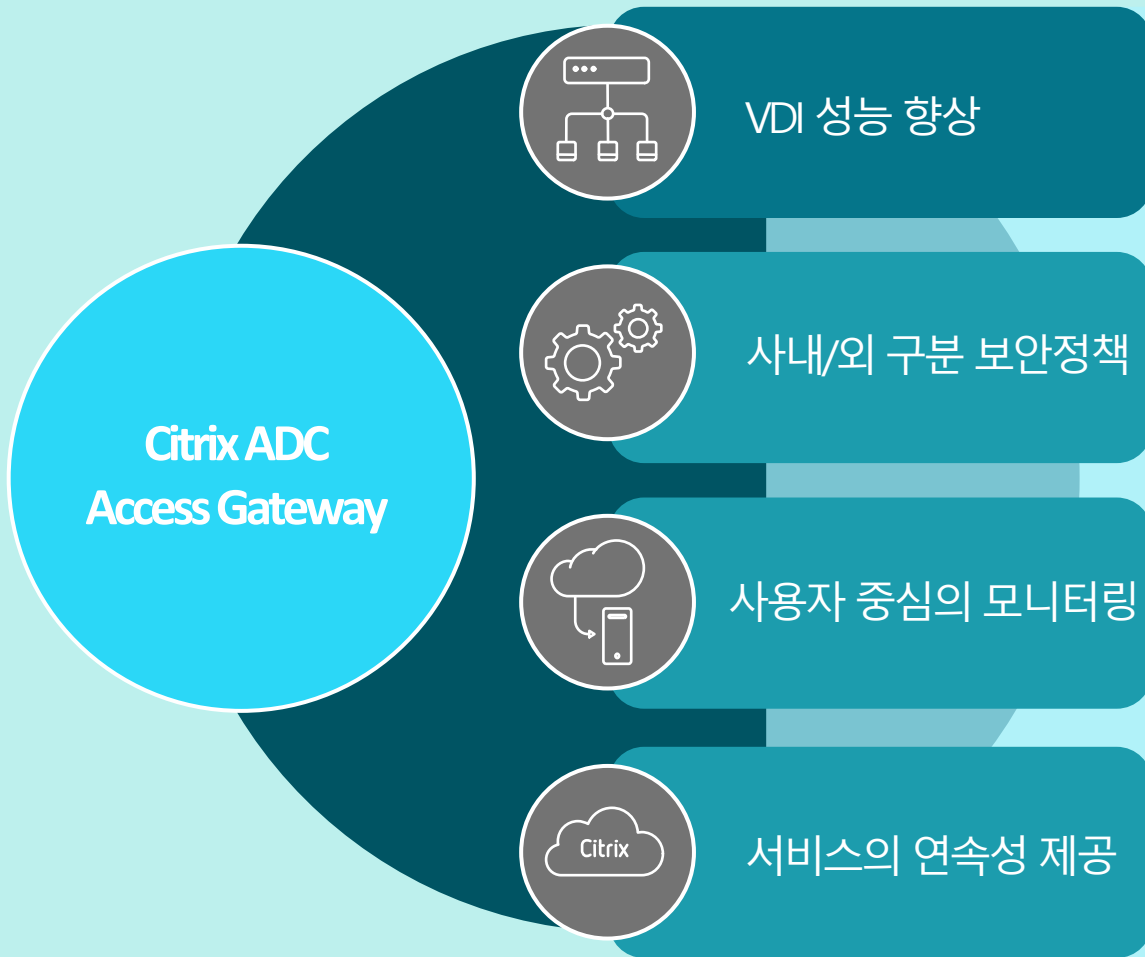 Citrix ADC
Access Gateway
VDI 성능 향상
사내/외 구분 보안정책
사용자 중심의 모니터링
Citrix
서비스의 연속성 제공